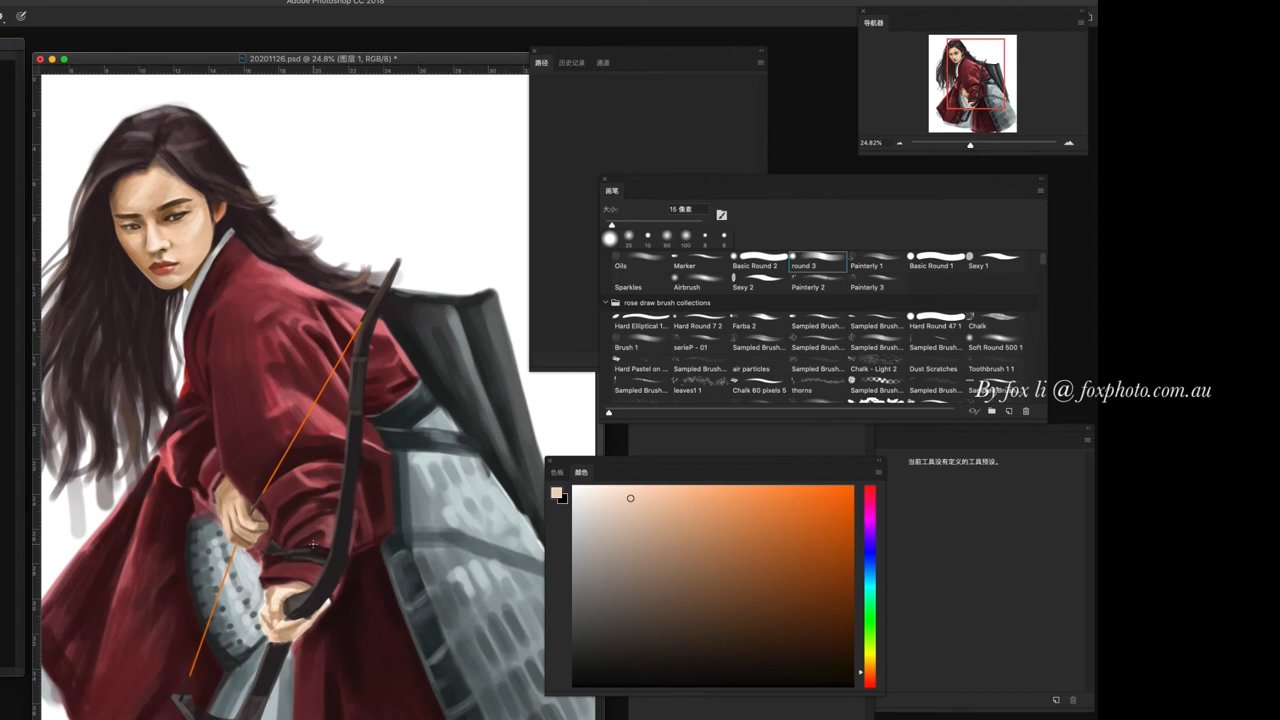 Adobe Photoshop CC 2018
导航器
20201126.psd @ 24.8% (图层 1, RGB/8) *
路径 历史记录 通道
24.82%
画笔
大小: 15 像素
25 10 60 100 6 9
Oils Marker Basic Round 2 round 3 Painterly 1 Basic Round 1 Sexy 1
Sparkles Airbrush Sexy 2 Painterly 2 Painterly 3
rose draw brush collections
Hard Elliptical 1... Hard Round 7 2 Farba 2 Sampled Brush... Sampled Brush... Hard Round 47 1 Chalk
Brush 1 serieP - 01 Sampled Brush... Sampled Brush... Sampled Brush... Sampled Brush... Soft Round 500 1
Hard Pastel on ... Sampled Brush... air particles Sampled Brush... Chalk - Light 2 Dust Scratches Toothbrush 1 1
Sampled Brush... leaves1 1 Chalk 60 pixels 5 thorns Sampled Brush... Sampled Brush...
By fox li @ foxphoto.com.au
当前工具没有定义的工具预设。
色板 颜色